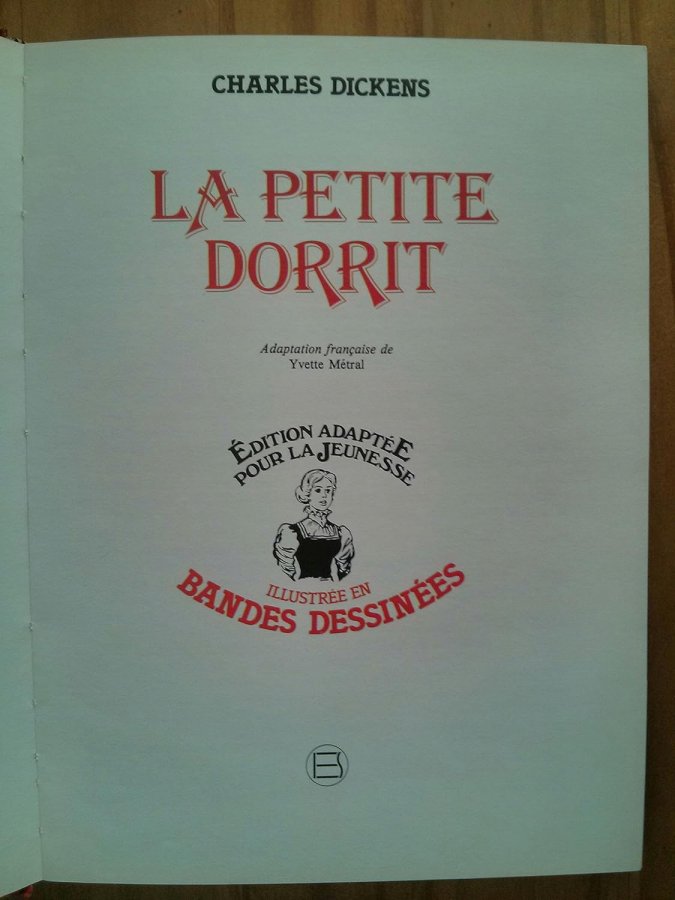 CHARLES DICKENS
LA PETITE
DORRIT
Adaptation française de
Yvette Métral
ÉDITION ADAPTÉE
POUR LA JEUNESSE
ILLUSTRÉE EN
BANDES DESSINÉES